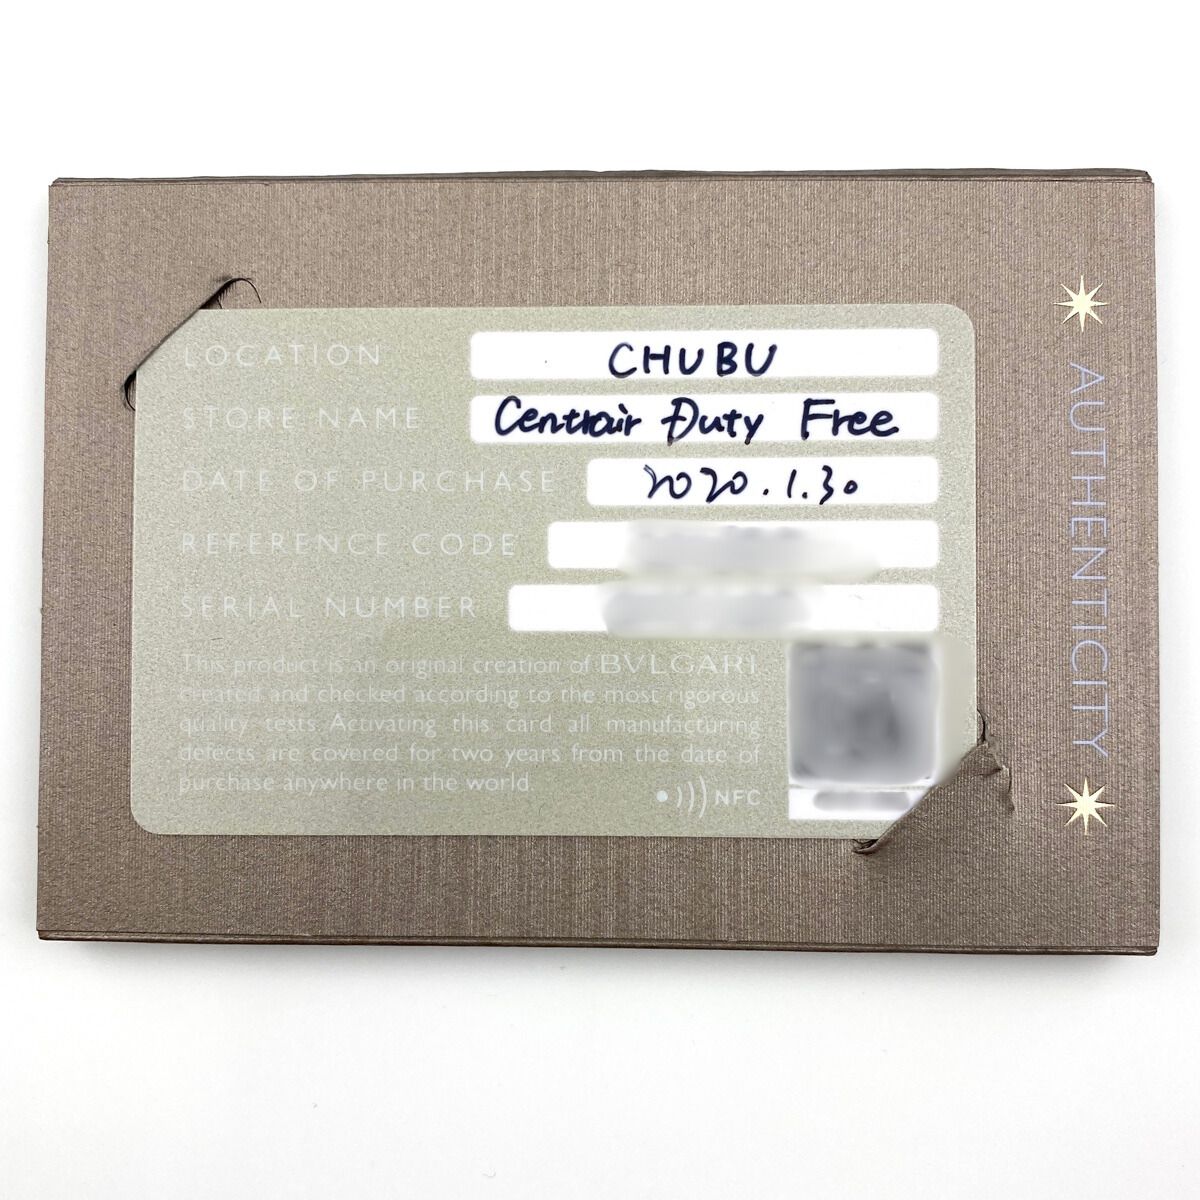 LOCATION CHUBU
STORE NAME Centrair Duty Free
DATE OF PURCHASE 2020.1.30
REFERENCE CODE
SERIAL NUMBER
This product is an original creation of BVLGARI
created and checked according to the most rigorous
quality tests. Activating this card all manufacturing
defects are covered for two years from the date of
purchase anywhere in the world.
NFC
AUTHENTICITY